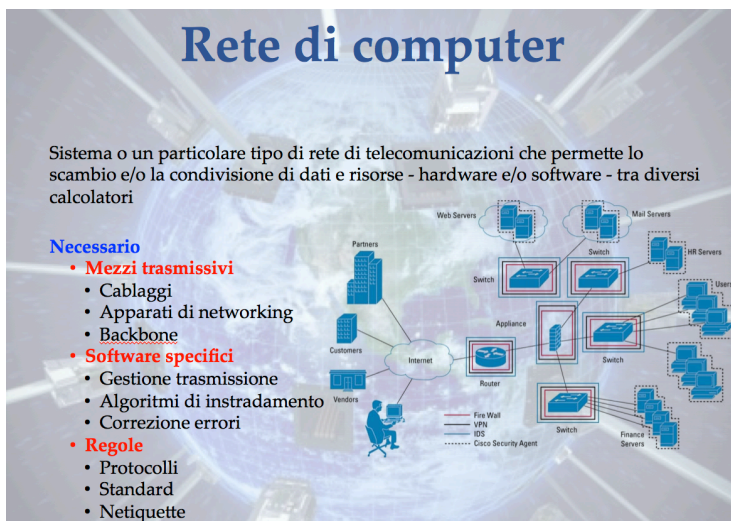 Rete di computer
Sistema o un particolare tipo di rete di telecomunicazioni che permette lo
scambio e/o la condivisione di dati e risorse - hardware e/o software - tra diversi
calcolatori
Necessario
• Mezzi trasmissivi
• Cablaggi
• Apparati di networking
• Backbone
• Software specifici
• Gestione trasmissione
• Algoritmi di instradamento
• Correzione errori
• Regole
• Protocolli
• Standard
• Netiquette
Web Servers
Mail Servers
Partners
Switch
HR Servers
Switch
Users
Appliance
Customers
Internet
Switch
Router
Vendors
Fire Wall
VPN
IDS
Cisco Security Agent
Switch
Finance
Servers